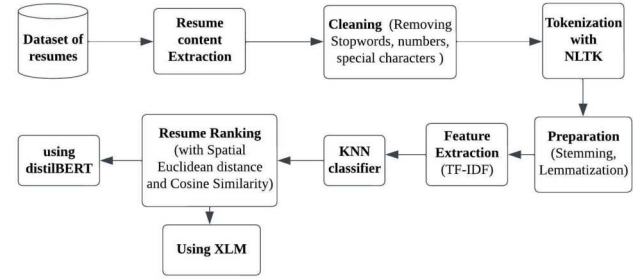 Dataset of
resumes
Resume
content
Extraction
Cleaning (Removing
Stopwords, numbers,
special characters )
Tokenization
with
NLTK
Preparation
(Stemming,
Lemmatization)
Feature
Extraction
(TF-IDF)
KNN
classifier
Resume Ranking
(with Spatial
Euclidean distance
and Cosine Similarity)
using
distilBERT
Using XLM